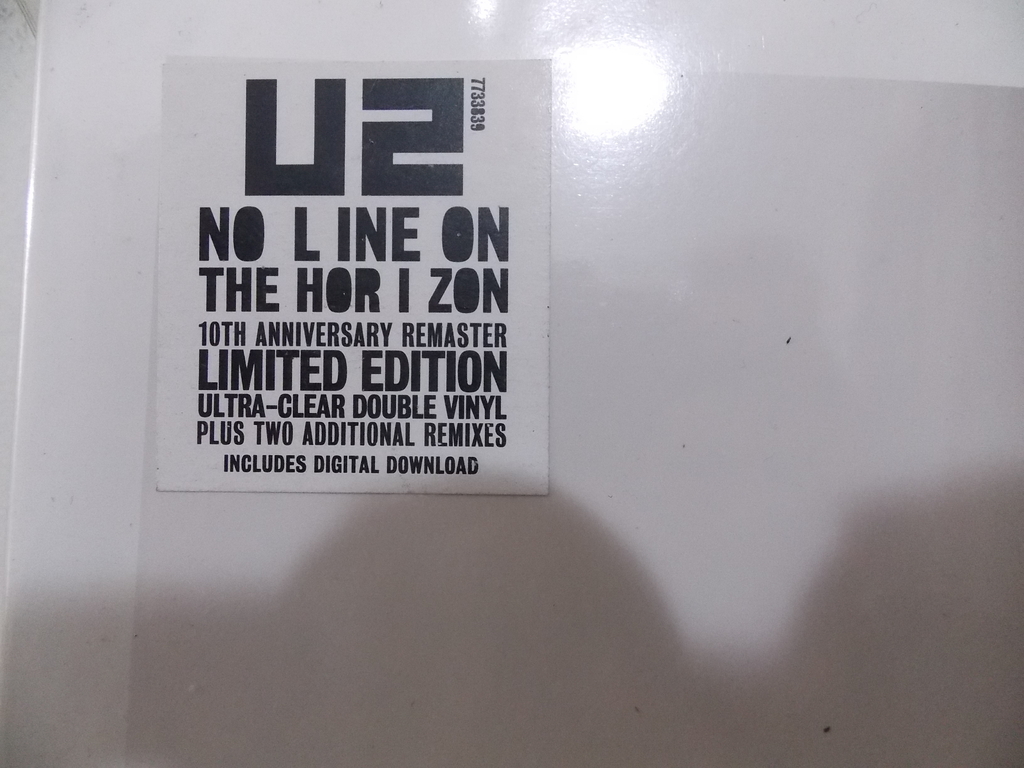 U2
7733839
NO L INE ON
THE HOR I ZON
10TH ANNIVERSARY REMASTER
LIMITED EDITION
ULTRA-CLEAR DOUBLE VINYL
PLUS TWO ADDITIONAL REMIXES
INCLUDES DIGITAL DOWNLOAD